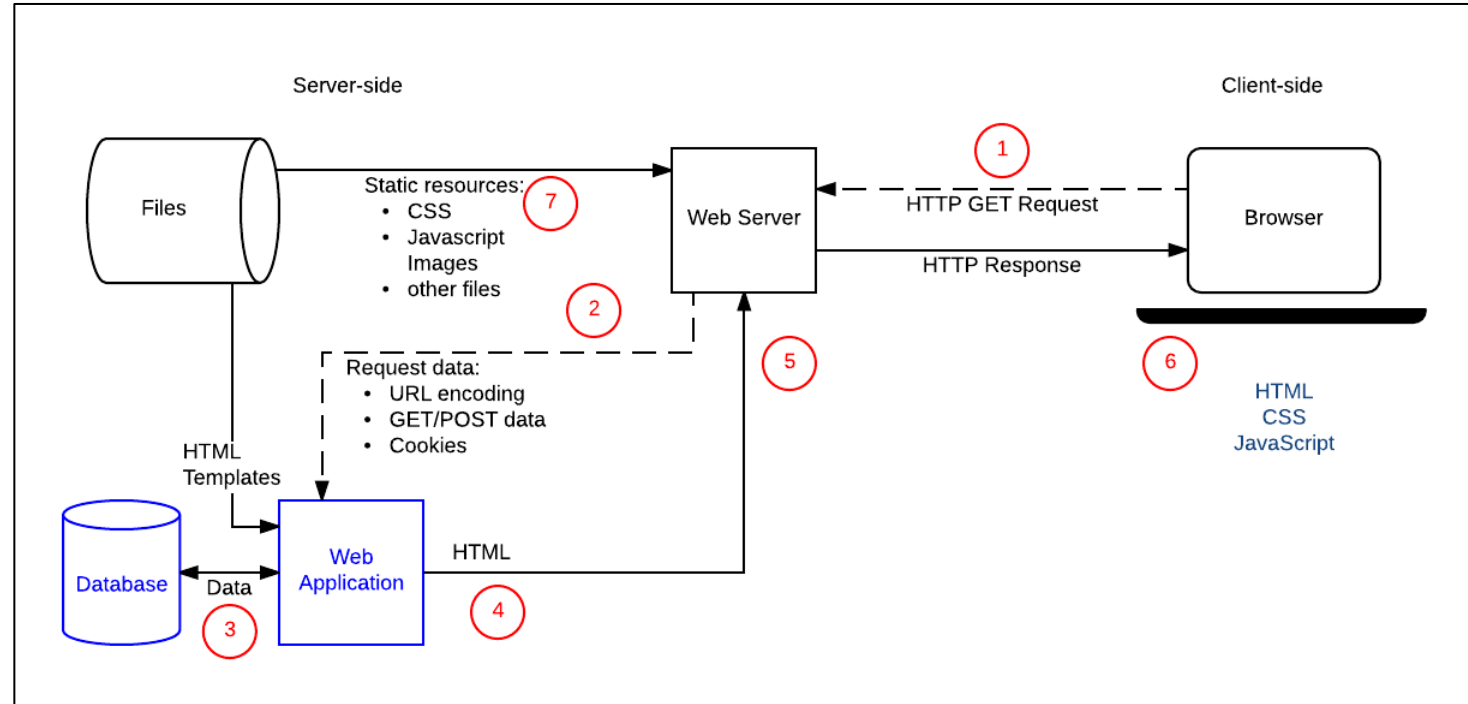 Server-side
Client-side
1
Files
Static resources:
7
• CSS
• Javascript
Images
• other files
Web Server
HTTP GET Request
HTTP Response
Browser
2
5
6
Request data:
• URL encoding
• GET/POST data
• Cookies
HTML
CSS
JavaScript
HTML
Templates
Database
Data
3
Web
Application
HTML
4